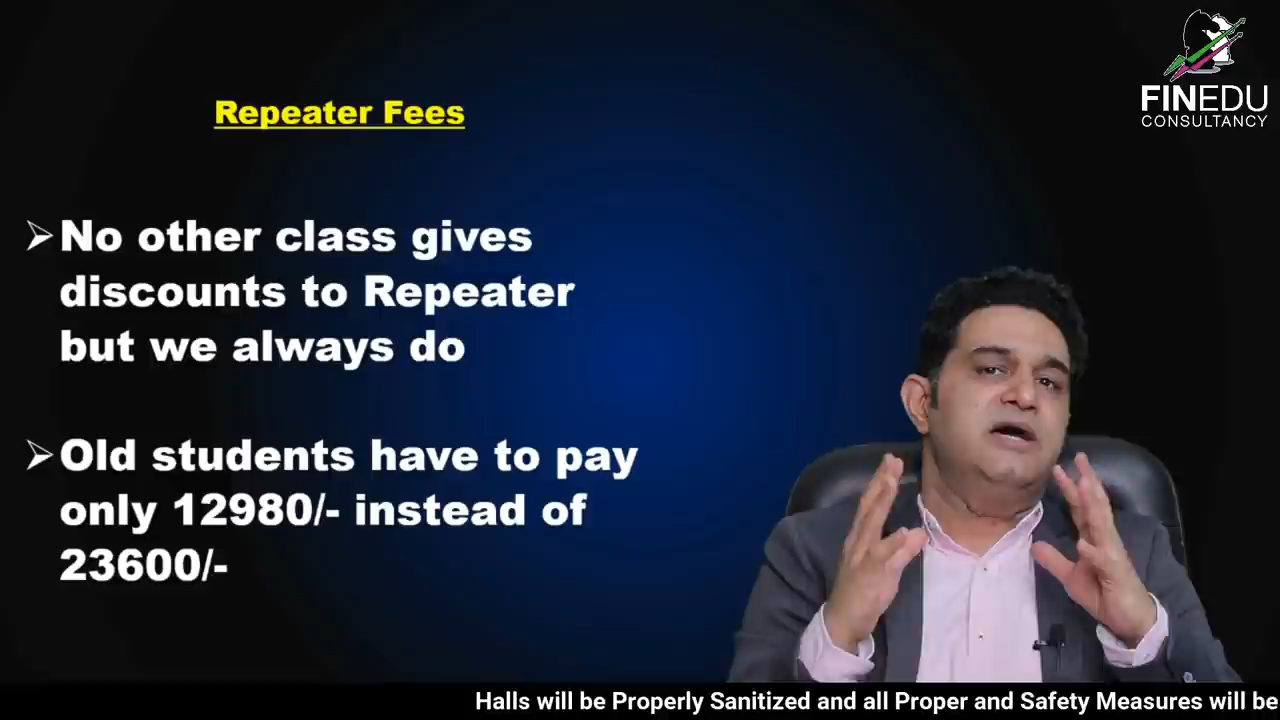 FINEDU
CONSULTANCY
Repeater Fees
No other class gives
discounts to Repeater
but we always do
Old students have to pay
only 12980/- instead of
23600/-
Halls will be Properly Sanitized and all Proper and Safety Measures will be